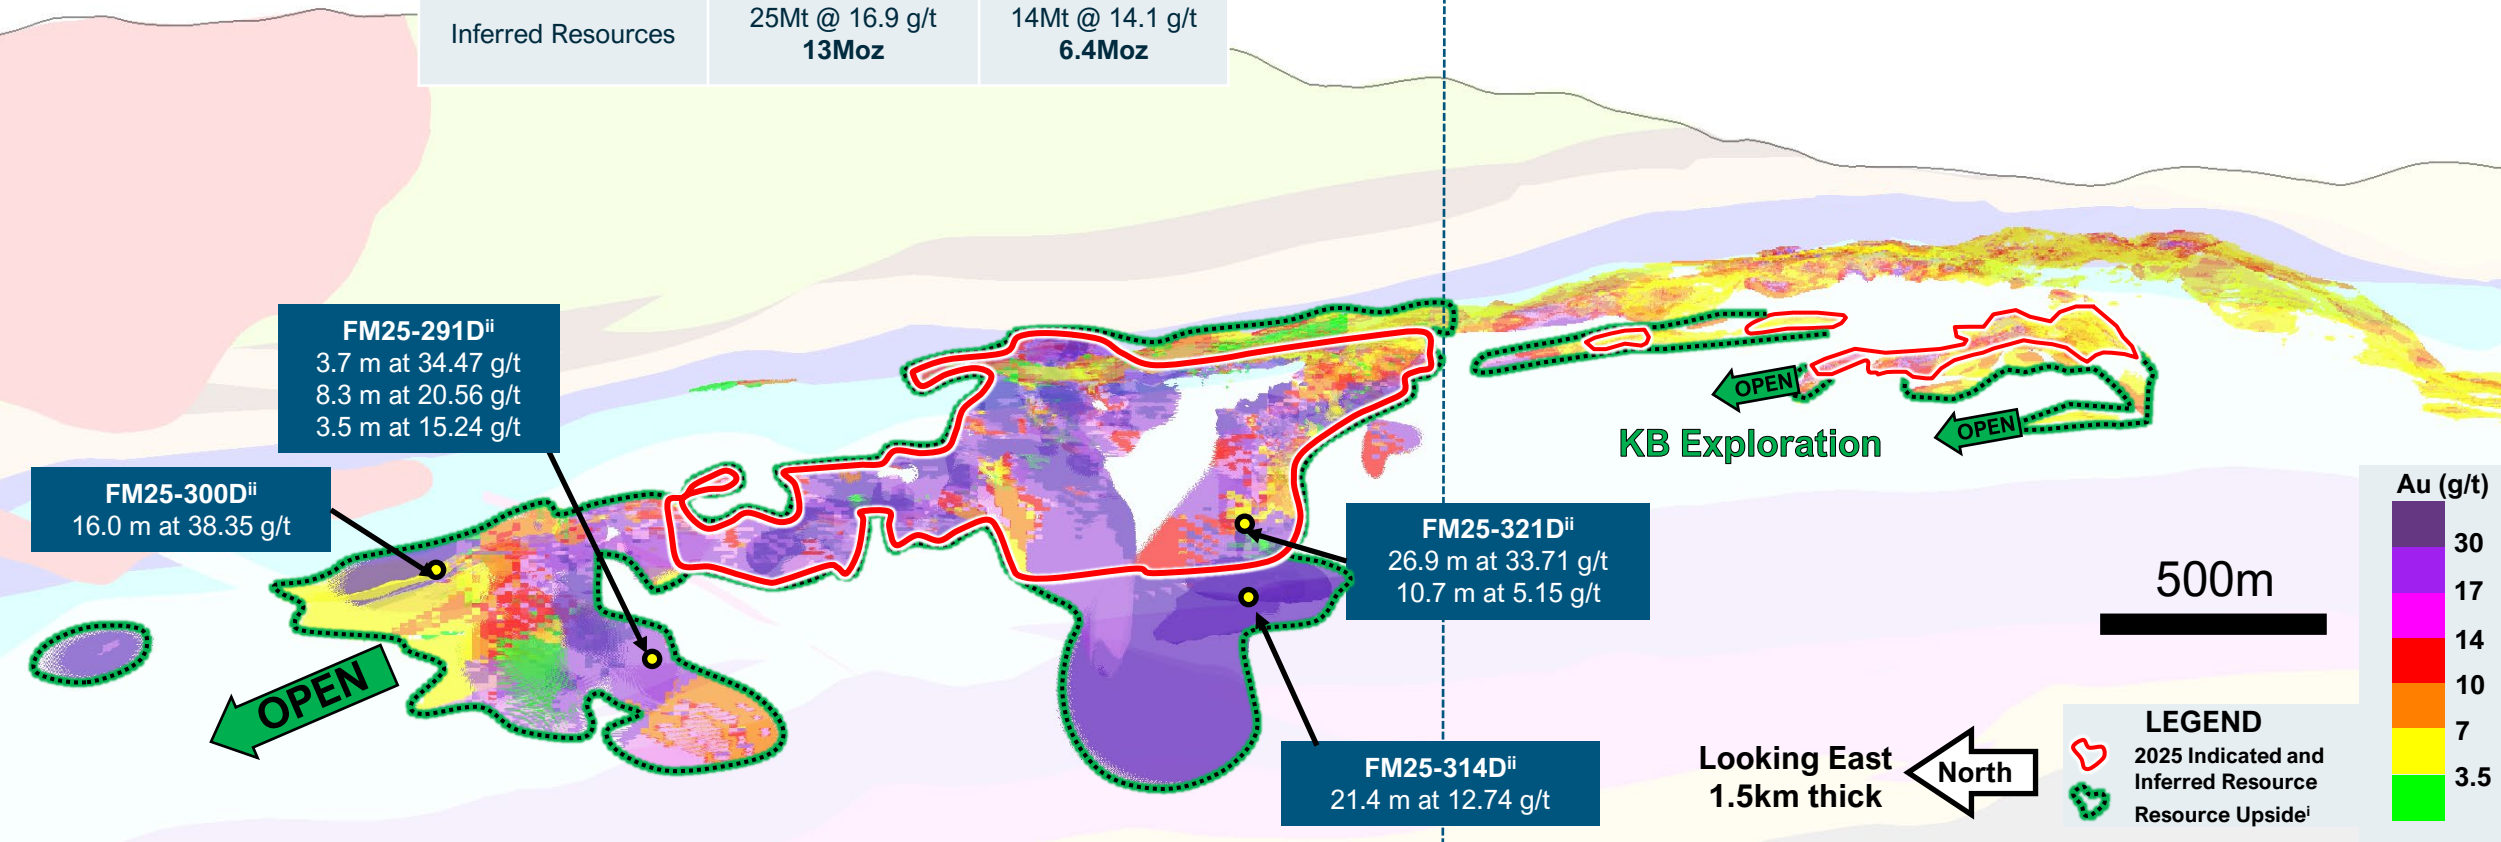 Inferred Resources
25Mt @ 16.9 g/t
13Moz
14Mt @ 14.1 g/t
6.4Moz
FM25-291Dii
3.7 m at 34.47 g/t
8.3 m at 20.56 g/t
3.5 m at 15.24 g/t
FM25-300Dii
16.0 m at 38.35 g/t
OPEN
OPEN
KB Exploration
OPEN
FM25-321Dii
26.9 m at 33.71 g/t
10.7 m at 5.15 g/t
FM25-314Dii
21.4 m at 12.74 g/t
500m
Looking East
1.5km thick
North
Au (g/t)
30
17
14
10
7
3.5
LEGEND
2025 Indicated and
Inferred Resource
Resource Upsidei